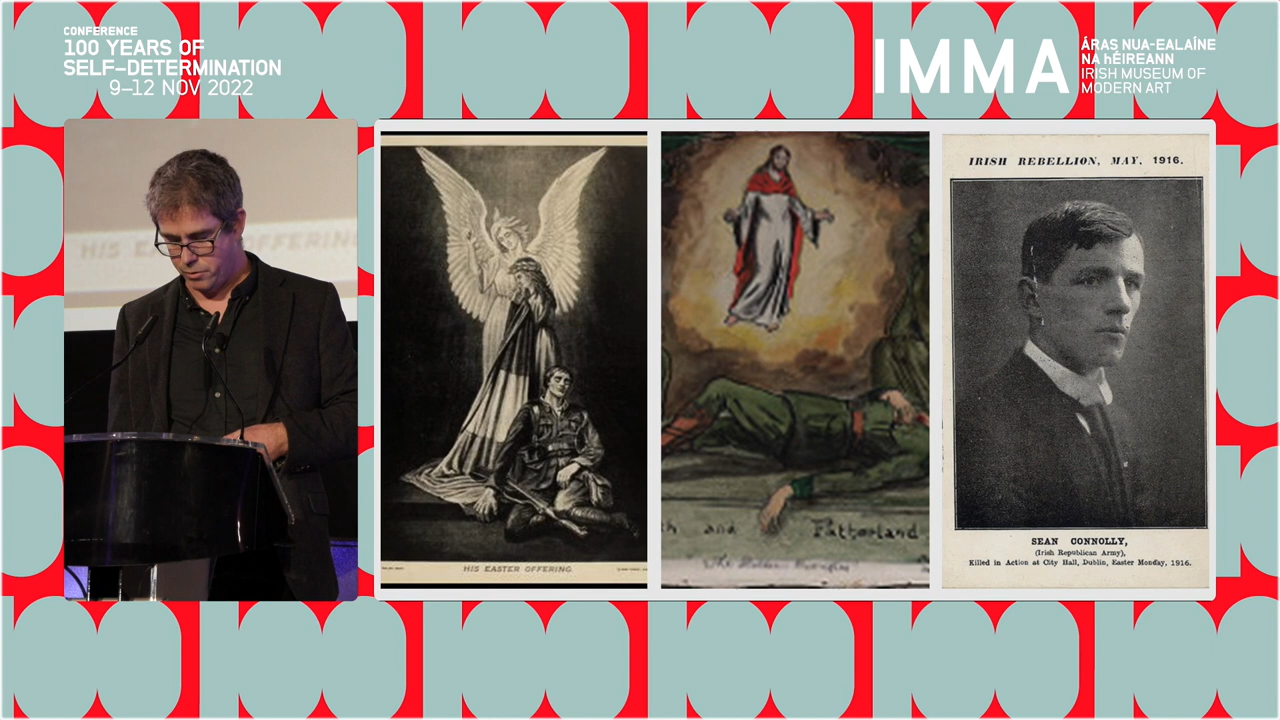 CONFERENCE
100 YEARS OF
SELF–DETERMINATION
9–12 NOV 2022
IMMA
ÁRAS NUA-EALAÍNE
NA hÉIREANN
IRISH MUSEUM OF
MODERN ART
HIS EASTER OFFERING
HIS EASTER OFFERING.
th and Fatherland
IRISH REBELLION, MAY, 1916.
SEAN CONNOLLY,
(Irish Republican Army),
Killed in Action at City Hall, Dublin, Easter Monday, 1916.